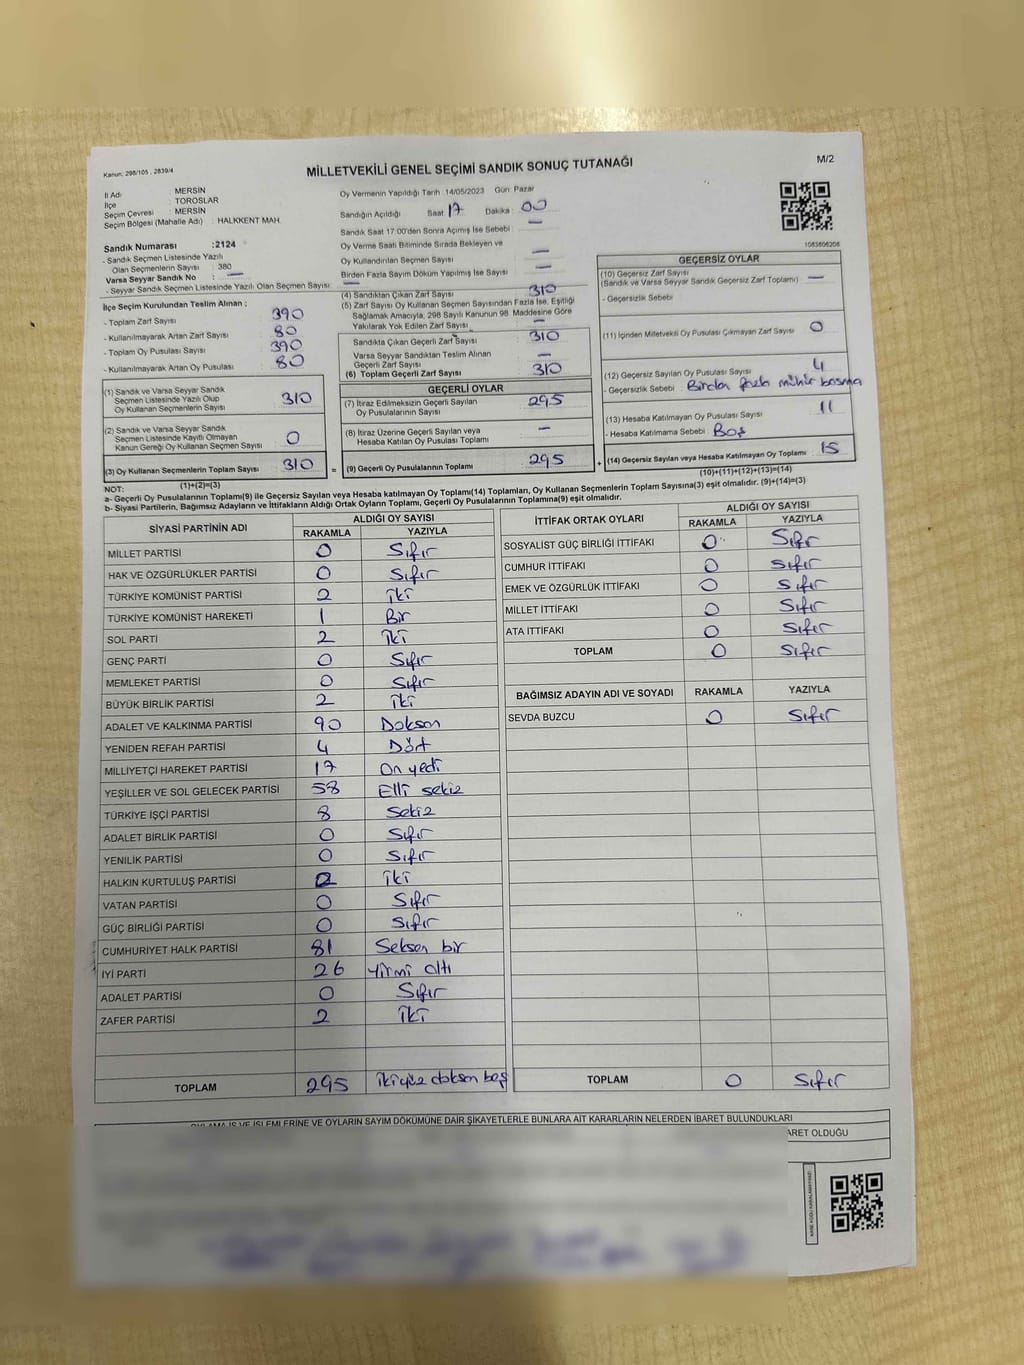 Kanun: 298/105 , 2839/4
MİLLETVEKİLİ GENEL SEÇİMİ SANDIK SONUÇ TUTANAĞI
M/2
İl Adı : MERSİN
İlçe : TOROSLAR
Seçim Çevresi : MERSİN
Seçim Bölgesi (Mahalle Adı) : HALKKENT MAH.
Sandık Numarası :2124
- Sandık Seçmen Listesinde Yazılı
Olan Seçmenlerin Sayısı : 380
Varsa Seyyar Sandık No : —
- Seyyar Sandık Seçmen Listesinde Yazılı Olan Seçmen Sayısı: —
Oy Vermenin Yapıldığı Tarih :14/05/2023 Gün: Pazar
Sandığın Açıldığı Saat 17 Dakika : 00
Sandık Saat 17:00'den Sonra Açımış İse Sebebi : —
Oy Verme Saati Bitiminde Sırada Bekleyen ve
Oy Kullandırılan Seçmen Sayısı —
Birden Fazla Sayım Döküm Yapılmış İse Sayısı —
1083606208
İlçe Seçim Kurulundan Teslim Alınan ;
- Toplam Zarf Sayısı 390
- Kullanılmayarak Artan Zarf Sayısı : 80
- Toplam Oy Pusulası Sayısı 390
- Kullanılmayarak Artan Oy Pusulası : 80
(1) Sandık ve Varsa Seyyar Sandık
Seçmen Listesinde Yazılı Olup
Oy Kullanan Seçmenlerin Sayısı 310
(2) Sandık ve Varsa Seyyar Sandık
Seçmen Listesinde Kayıtlı Olmayan
Kanun Gereği Oy Kullanan Seçmen Sayısı 0
(3) Oy Kullanan Seçmenlerin Toplam Sayısı 310
(1)+(2)=(3)
(4) Sandıktan Çıkan Zarf Sayısı 310
(5) Zarf Sayısı Oy Kullanan Seçmen Sayısından Fazla İse, Eşitliği
Sağlamak Amacıyla, 298 Sayılı Kanunun 98. Maddesine Göre
Yakılarak Yok Edilen Zarf Sayısı —
Sandıkta Çıkan Geçerli Zarf Sayısı 310
Varsa Seyyar Sandıktan Teslim Alınan
Geçerli Zarf Sayısı —
(6) Toplam Geçerli Zarf Sayısı 310
GEÇERLİ OYLAR
(7) İtiraz Edilmeksizin Geçerli Sayılan
Oy Pusulalarının Sayısı 295
(8) İtiraz Üzerine Geçerli Sayılan veya
Hesaba Katılan Oy Pusulası Toplamı —
= (9) Geçerli Oy Pusulalarının Toplamı 295 +
GEÇERSİZ OYLAR
(10) Geçersiz Zarf Sayısı
(Sandık ve Varsa Seyyar Sandık Geçersiz Zarf Toplamı) —
- Geçersizlik Sebebi
(11) İçinden Milletvekili Oy Pusulası Çıkmayan Zarf Sayısı 0
(12) Geçersiz Sayılan Oy Pusulası Sayısı 4
- Geçersizlik Sebebi : Birden fazla mühür basma
(13) Hesaba Katılmayan Oy Pusulası Sayısı 11
- Hesaba Katılmama Sebebi : Boş
(14) Geçersiz Sayılan veya Hesaba Katılmayan Oy Toplamı 15
(10)+(11)+(12)+(13)=(14)
NOT:
a- Geçerli Oy Pusulalarının Toplamı(9) ile Geçersiz Sayılan veya Hesaba katılmayan Oy Toplamı(14) Toplamları, Oy Kullanan Seçmenlerin Toplam Sayısına(3) eşit olmalıdır. (9)+(14)=(3)
b- Siyasi Partilerin, Bağımsız Adayların ve İttifakların Aldığı Ortak Oyların Toplamı, Geçerli Oy Pusulalarının Toplamına(9) eşit olmalıdır.
SİYASİ PARTİNİN ADI ALDIĞI OY SAYISI
RAKAMLA YAZIYLA
MİLLET PARTİSİ 0 Sıfır
HAK VE ÖZGÜRLÜKLER PARTİSİ 0 Sıfır
TÜRKİYE KOMÜNİST PARTİSİ 2 İki
TÜRKİYE KOMÜNİST HAREKETİ 1 Bir
SOL PARTİ 2 İki
GENÇ PARTİ 0 Sıfır
MEMLEKET PARTİSİ 0 Sıfır
BÜYÜK BİRLİK PARTİSİ 2 İki
ADALET VE KALKINMA PARTİSİ 90 Doksan
YENİDEN REFAH PARTİSİ 4 Dört
MİLLİYETÇİ HAREKET PARTİSİ 17 On yedi
YEŞİLLER VE SOL GELECEK PARTİSİ 58 Elli sekiz
TÜRKİYE İŞÇİ PARTİSİ 8 Sekiz
ADALET BİRLİK PARTİSİ 0 Sıfır
YENİLİK PARTİSİ 0 Sıfır
HALKIN KURTULUŞ PARTİSİ 2 İki
VATAN PARTİSİ 0 Sıfır
GÜÇ BİRLİĞİ PARTİSİ 0 Sıfır
CUMHURİYET HALK PARTİSİ 81 Seksen bir
İYİ PARTİ 26 Yirmi altı
ADALET PARTİSİ 0 Sıfır
ZAFER PARTİSİ 2 İki
TOPLAM 295 İkiyüz doksan beş
İTTİFAK ORTAK OYLARI ALDIĞI OY SAYISI
RAKAMLA YAZIYLA
SOSYALİST GÜÇ BİRLİĞİ İTTİFAKI 0 Sıfır
CUMHUR İTTİFAKI 0 Sıfır
EMEK VE ÖZGÜRLÜK İTTİFAKI 0 Sıfır
MİLLET İTTİFAKI 0 Sıfır
ATA İTTİFAKI 0 Sıfır
TOPLAM 0 Sıfır
BAĞIMSIZ ADAYIN ADI VE SOYADI RAKAMLA YAZIYLA
SEVDA BUZCU 0 Sıfır
TOPLAM 0 Sıfır
İŞLEMLERİNE VE OYLARIN SAYIM DÖKÜMÜNE DAİR ŞİKAYETLERLE BUNLARA AİT KARARLARIN NELERDEN İBARET BULUNDUKLARI
OLDUĞU